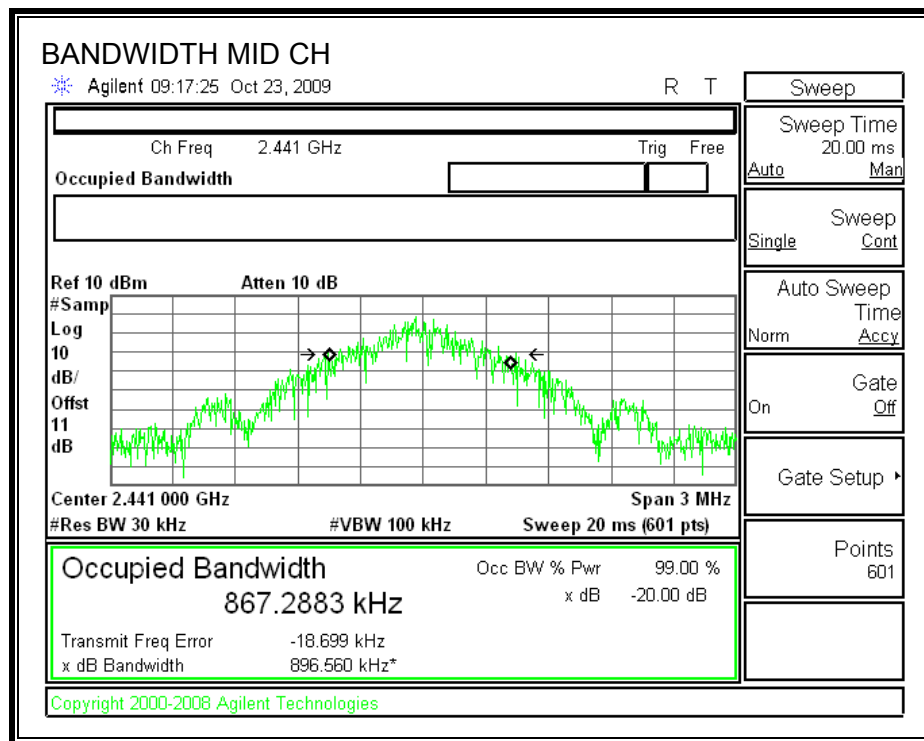 BANDWIDTH MID CH
Agilent 09:17:25 Oct 23, 2009 R T
Ch Freq 2.441 GHz Trig Free
Occupied Bandwidth
Ref 10 dBm Atten 10 dB
#Samp
Log
10
dB/
Offst
11
dB
Center 2.441 000 GHz Span 3 MHz
#Res BW 30 kHz #VBW 100 kHz Sweep 20 ms (601 pts)
Occupied Bandwidth Occ BW % Pwr 99.00 %
867.2883 kHz x dB -20.00 dB
Transmit Freq Error -18.699 kHz
x dB Bandwidth 896.560 kHz*
Copyright 2000-2008 Agilent Technologies
Sweep
Sweep Time
20.00 ms
Auto Man
Sweep
Single Cont
Auto Sweep
Time
Norm Accy
Gate
On Off
Gate Setup
Points
601